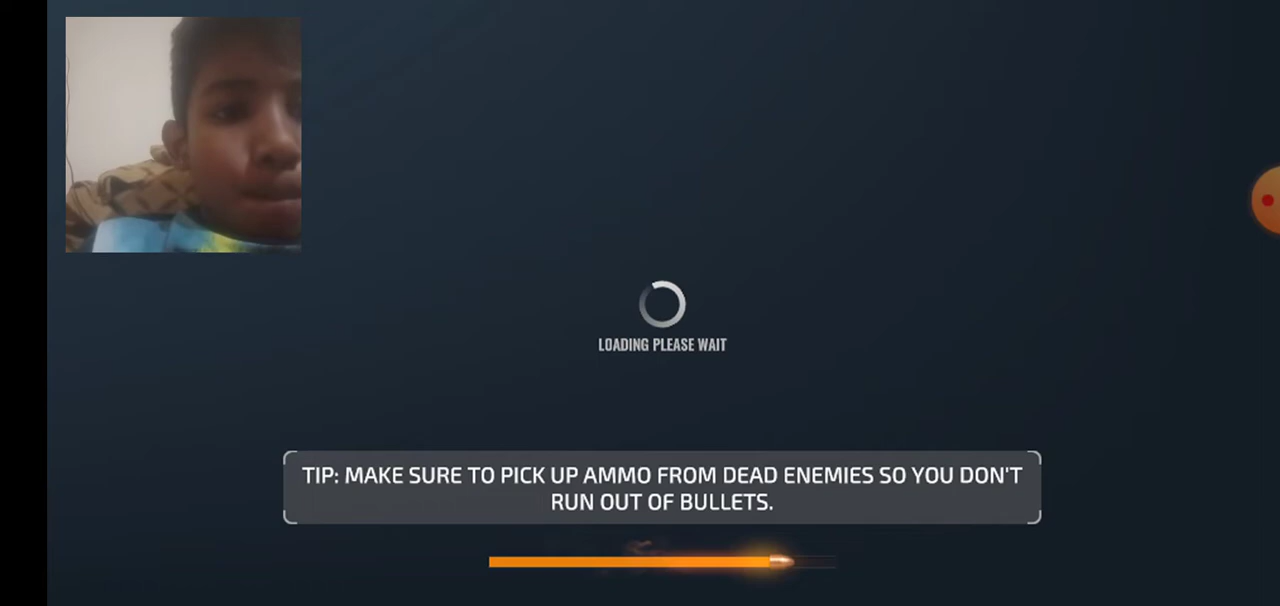 LOADING PLEASE WAIT
TIP: MAKE SURE TO PICK UP AMMO FROM DEAD ENEMIES SO YOU DON'T
RUN OUT OF BULLETS.